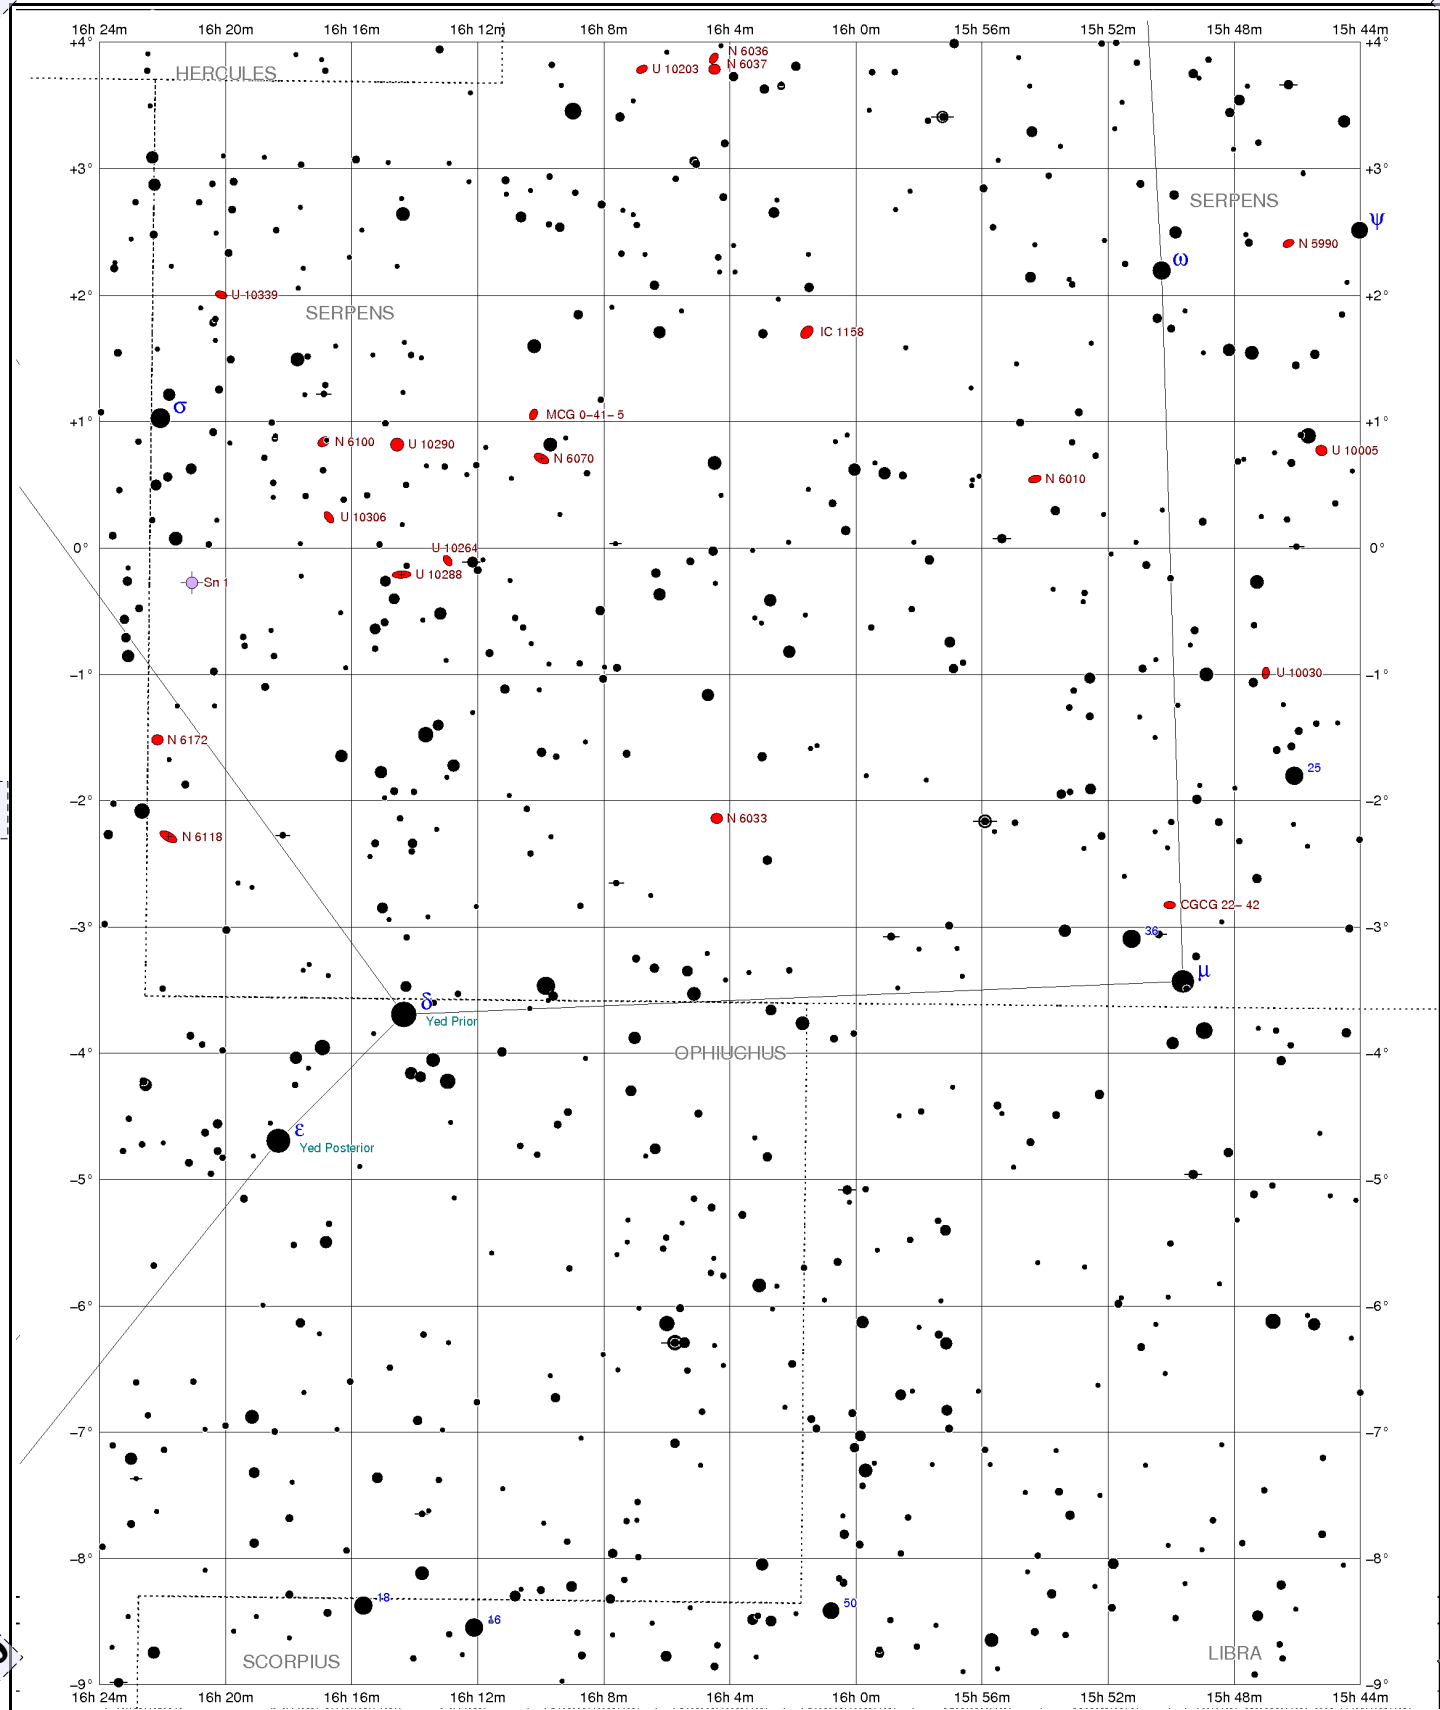 16h 24m 16h 20m 16h 16m 16h 12m 16h 8m 16h 4m 16h 0m 15h 56m 15h 52m 15h 48m 15h 44m
+4°
N 6036
N 6037
U 10203
HERCULES
+3° +3°
SERPENS
ψ
N 5990
ω
+2° +2°
U 10339
SERPENS
IC 1158
σ
MCG 0-41- 5
+1° +1°
N 6100
U 10290
U 10005
N 6070
N 6010
U 10306
U 10264
0° 0°
U 10288
Sn 1
-1° -1°
U 10030
N 6172
25
-2° -2°
N 6033
N 6118
CGCG 22- 42
-3° -3°
36
μ
δ
Yed Prior
OPHIUCHUS
-4° -4°
ε
Yed Posterior
-5° -5°
-6° -6°
-7° -7°
-8° -8°
18
50
16
SCORPIUS
LIBRA
-9° -9°
16h 24m 16h 20m 16h 16m 16h 12m 16h 8m 16h 4m 16h 0m 15h 56m 15h 52m 15h 48m 15h 44m